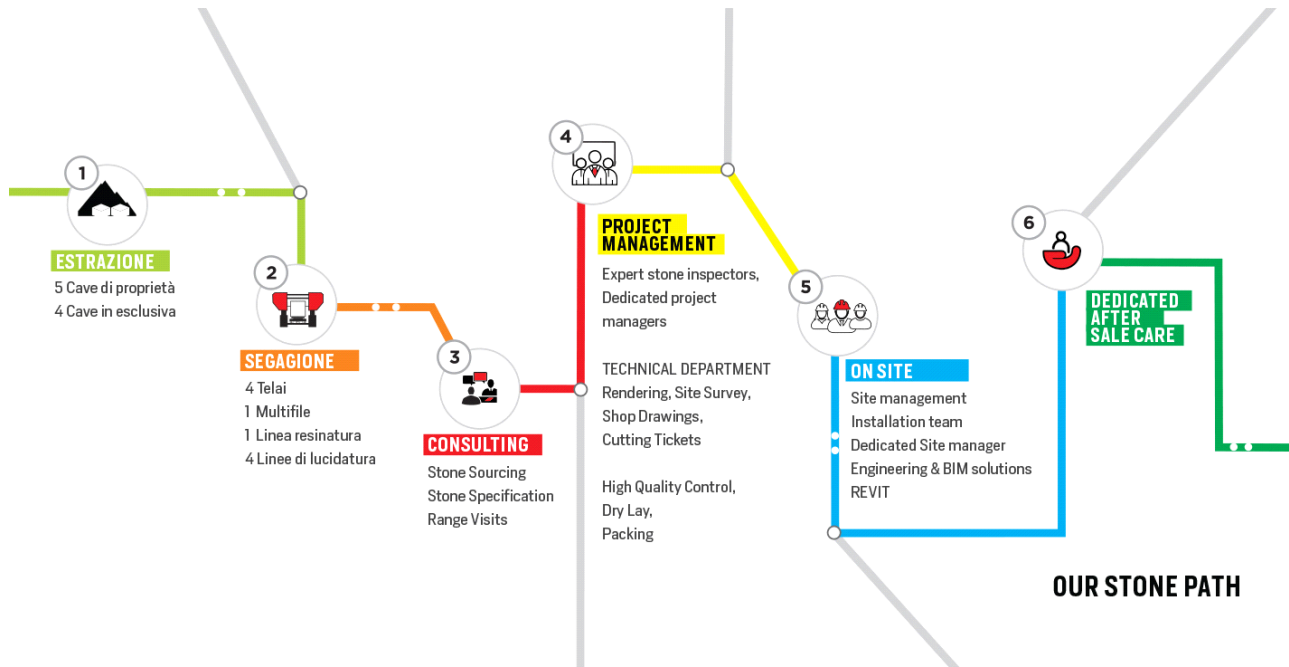 1
ESTRAZIONE
5 Cave di proprietà
4 Cave in esclusiva
2
SEGAGIONE
4 Telai
1 Multifile
1 Linea resinatura
4 Linee di lucidatura
3
CONSULTING
Stone Sourcing
Stone Specification
Range Visits
4
PROJECT
MANAGEMENT
Expert stone inspectors,
Dedicated project
managers
TECHNICAL DEPARTMENT
Rendering, Site Survey,
Shop Drawings,
Cutting Tickets
High Quality Control,
Dry Lay,
Packing
5
ON SITE
Site management
Installation team
Dedicated Site manager
Engineering & BIM solutions
REVIT
6
DEDICATED
AFTER
SALE CARE
OUR STONE PATH